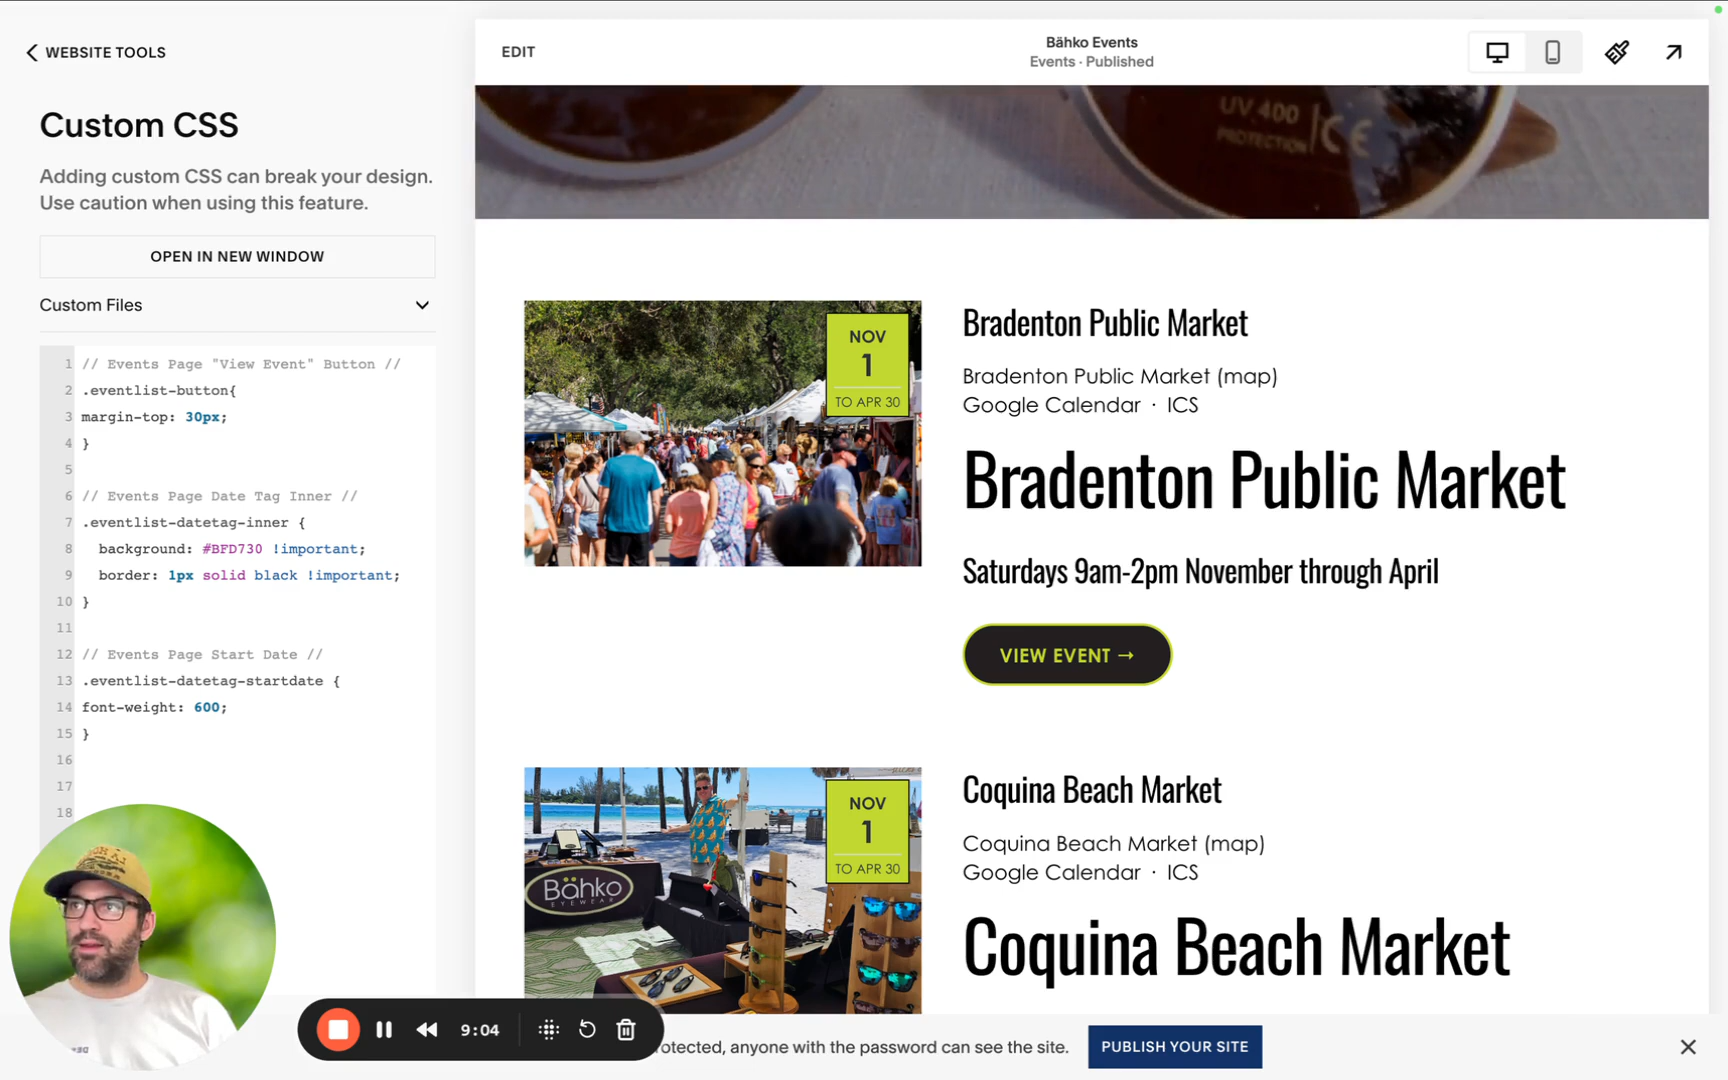 WEBSITE TOOLS
Custom CSS
Adding custom CSS can break your design.
Use caution when using this feature.
OPEN IN NEW WINDOW
Custom Files
1 // Events Page "View Event" Button //
2 .eventlist-button{
3 margin-top: 30px;
4 }
5
6 // Events Page Date Tag Inner //
7 .eventlist-datetag-inner {
8 background: #BFD730 !important;
9 border: 1px solid black !important;
10 }
11
12 // Events Page Start Date //
13 .eventlist-datetag-startdate {
14 font-weight: 600;
15 }
16
17
18
9:04
EDIT
Bähko Events
Events · Published
UV 400
PROTECTION
CE
NOV
1
TO APR 30
Bradenton Public Market
Bradenton Public Market (map)
Google Calendar · ICS
Bradenton Public Market
Saturdays 9am-2pm November through April
VIEW EVENT →
NOV
1
TO APR 30
Bähko
EYEWEAR
Coquina Beach Market
Coquina Beach Market (map)
Google Calendar · ICS
Coquina Beach Market
otected, anyone with the password can see the site.
PUBLISH YOUR SITE